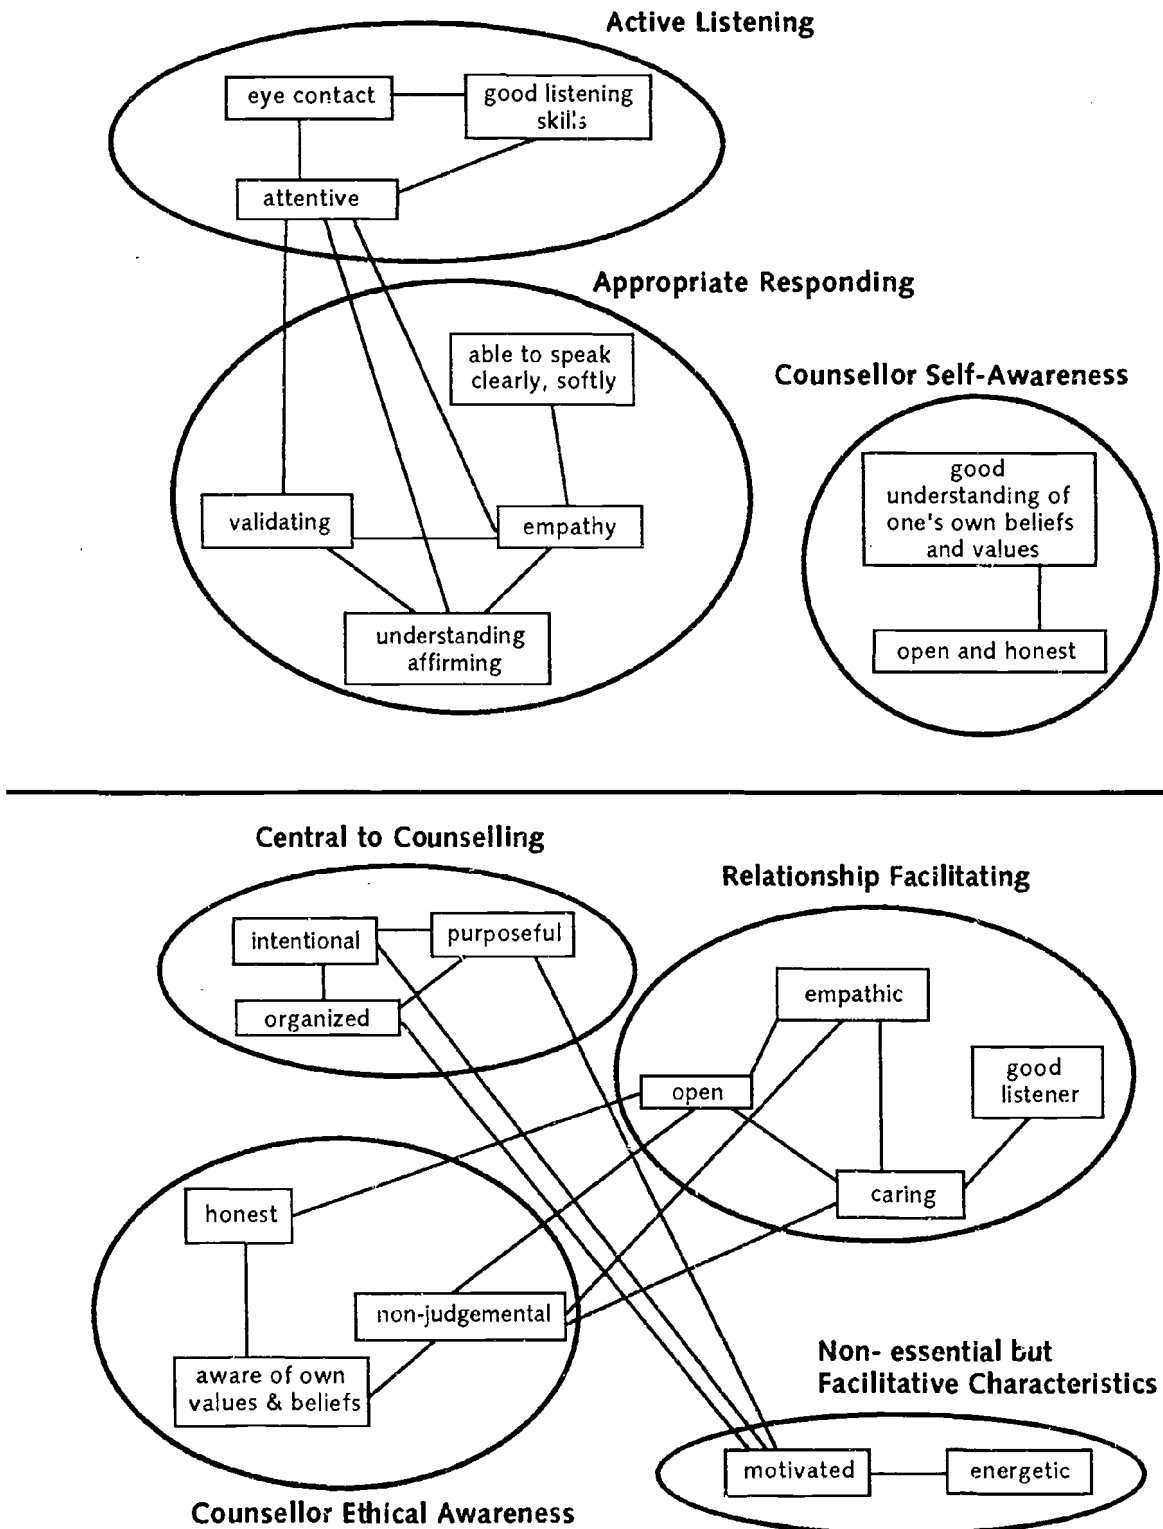 Active Listening
eye contact
good listening
skills
attentive
Appropriate Responding
able to speak
clearly, softly
validating
empathy
understanding
affirming
Counsellor Self-Awareness
good
understanding of
one's own beliefs
and values
open and honest
Central to Counselling
intentional
purposeful
organized
Relationship Facilitating
empathic
open
good
listener
caring
honest
non-judgemental
aware of own
values & beliefs
Counsellor Ethical Awareness
Non- essential but
Facilitative Characteristics
motivated
energetic